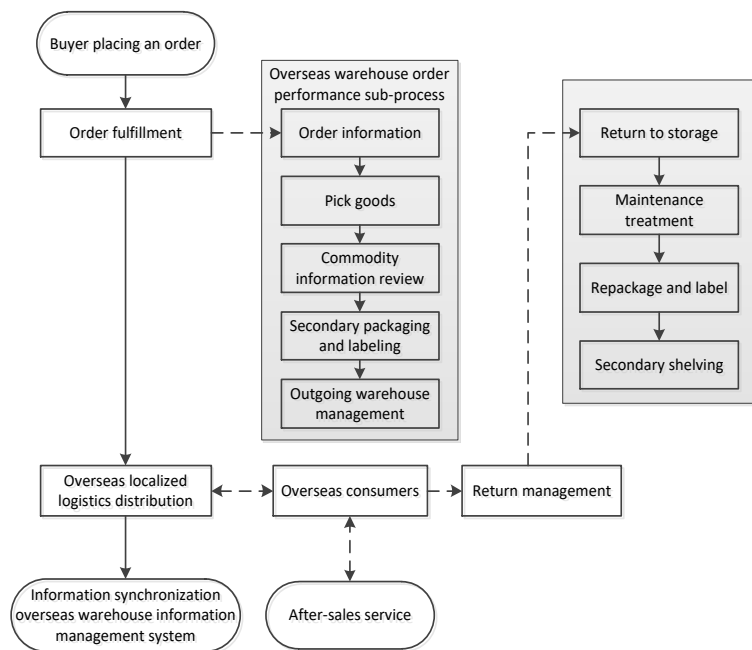 Buyer placing an order
Order fulfillment
Overseas warehouse order
performance sub-process
Order information
Pick goods
Commodity
information review
Secondary packaging
and labeling
Outgoing warehouse
management
Return to storage
Maintenance
treatment
Repackage and label
Secondary shelving
Overseas localized
logistics distribution
Overseas consumers
Return management
Information synchronization
overseas warehouse information
management system
After-sales service